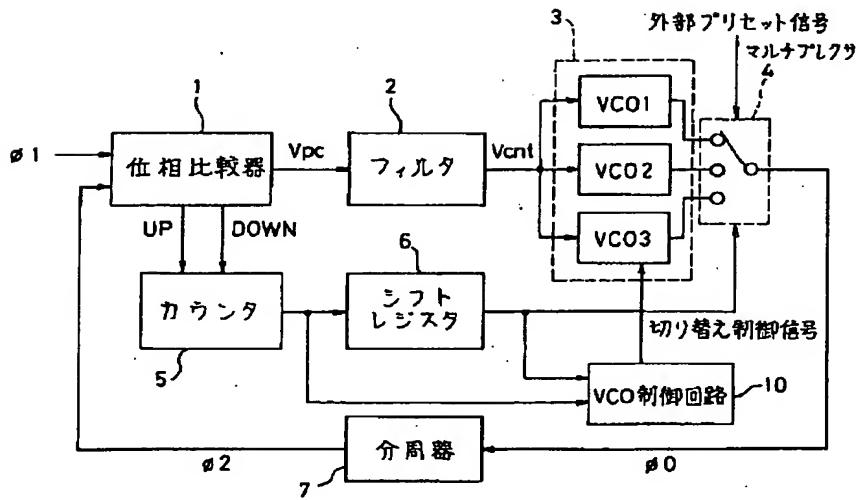 外部プリセット信号
3
マルチプレクサ
4
1
2
VCO1
ø1
位相比較器
Vpc
フィルタ
Vcnt
VCO2
UP
DOWN
6
VCO3
カウンタ
シフト
レジスタ
5
切り替え制御信号
VCO制御回路
10
分周器
ø2
ø0
7